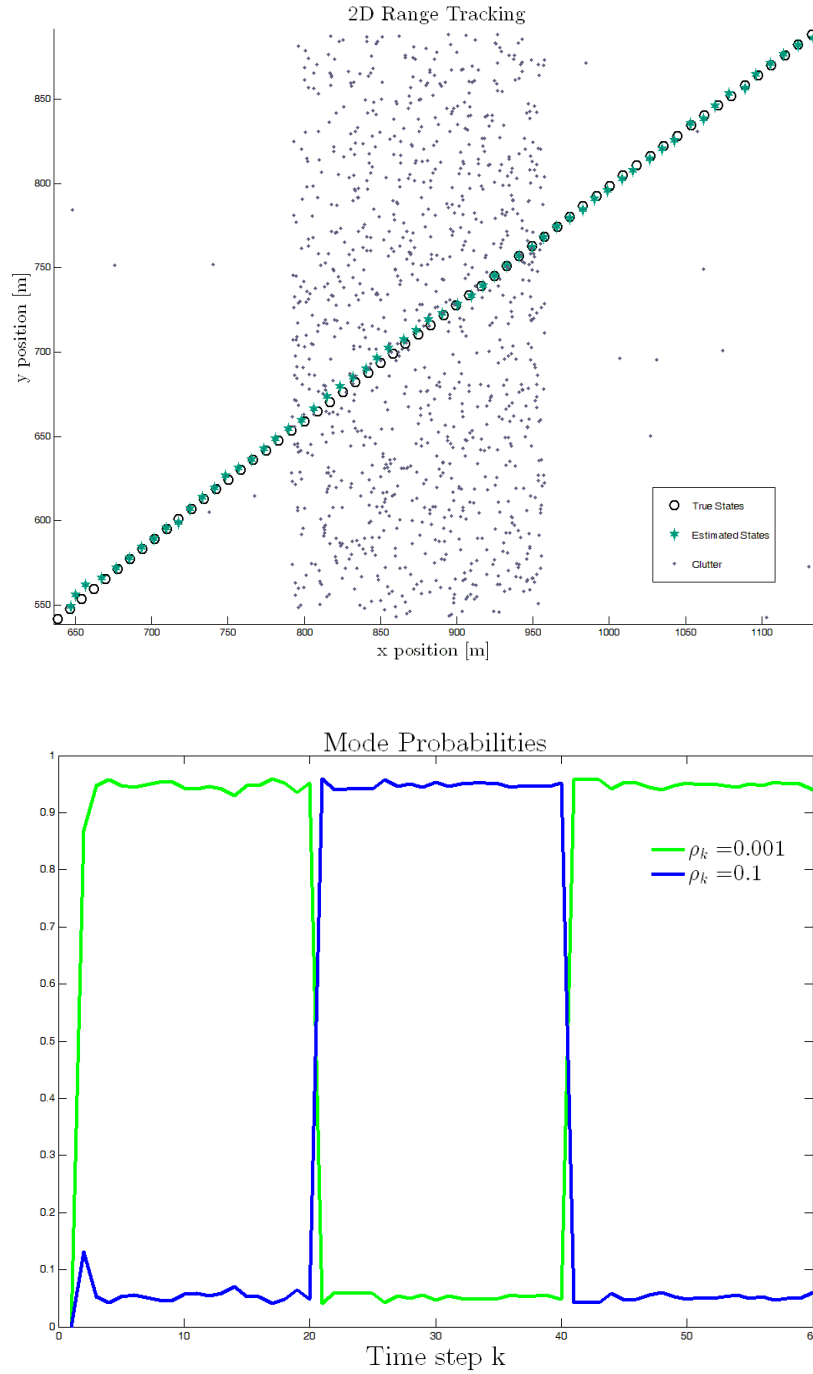 2D Range Tracking
y position [m]
850
800
750
700
650
600
550
True States
Estimated States
Clutter
650 700 750 800 850 900 950 1000 1050 1100
x position [m]
Mode Probabilities
1
0.9
0.8
0.7
0.6
0.5
0.4
0.3
0.2
0.1
0
ρk =0.001
ρk =0.1
0 10 20 30 40 50 60
Time step k